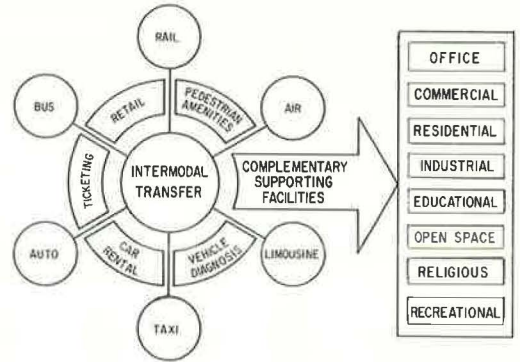 RAIL
BUS
RETAIL
PEDESTRIAN
AMENITIES
AIR
TICKETING
INTERMODAL
TRANSFER
COMPLEMENTARY
SUPPORTING
FACILITIES
AUTO
CAR
RENTAL
VEHICLE
DIAGNOSIS
LIMOUSINE
TAXI
OFFICE
COMMERCIAL
RESIDENTIAL
INDUSTRIAL
EDUCATIONAL
OPEN SPACE
RELIGIOUS
RECREATIONAL